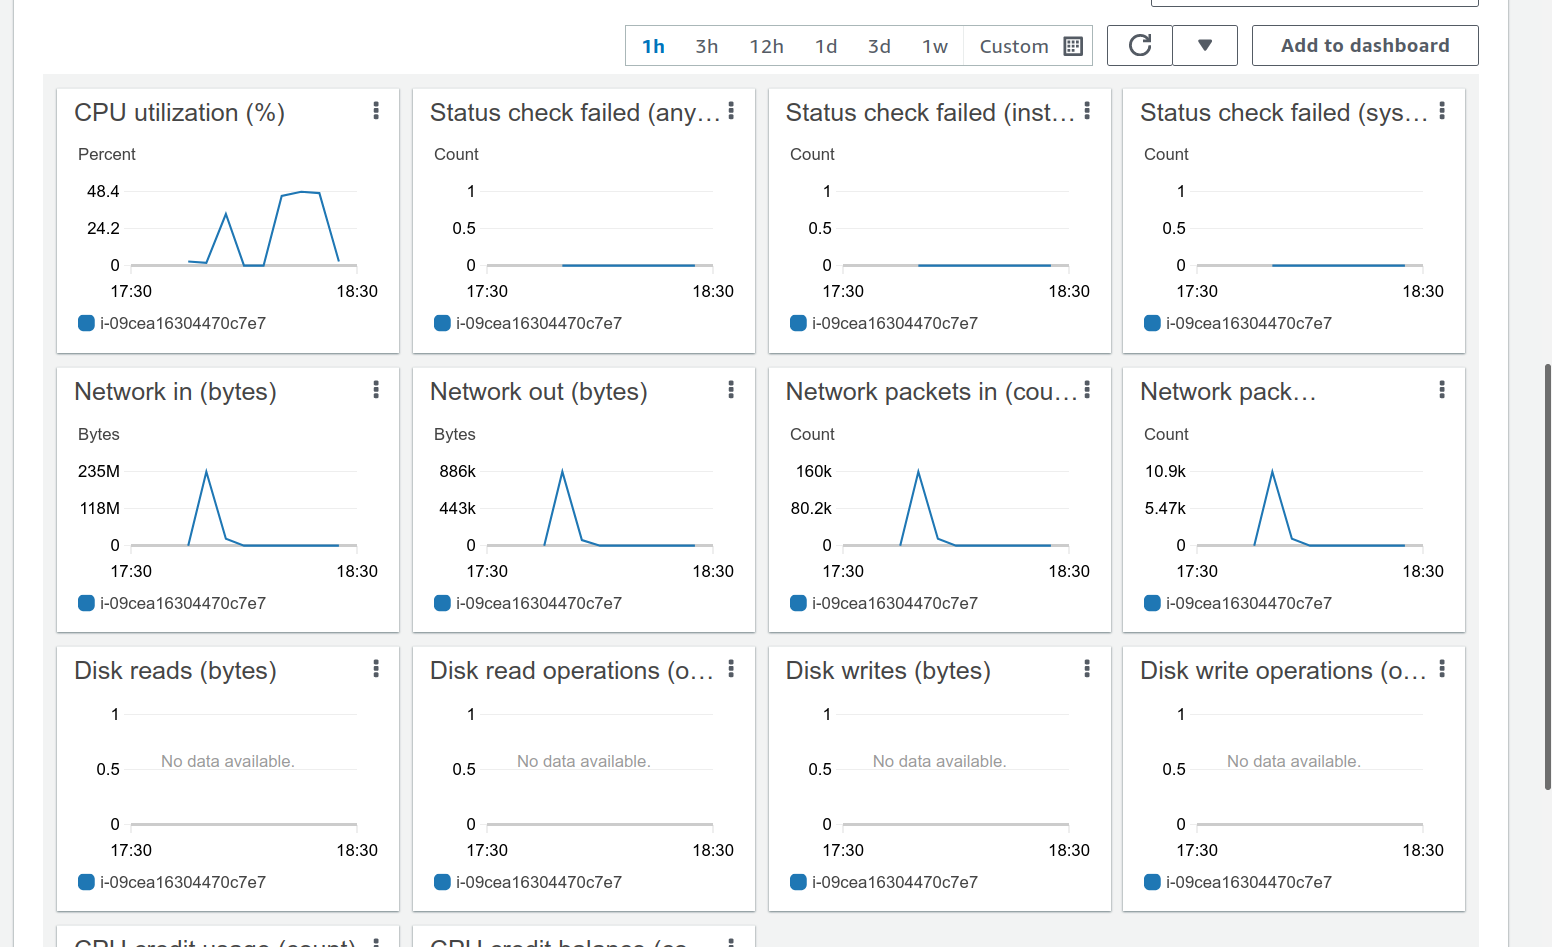 1h 3h 12h 1d 3d 1w Custom Add to dashboard
CPU utilization (%)
Percent
48.4
24.2
0
17:30 18:30
i-09cea16304470c7e7
Status check failed (any…
Count
1
0.5
0
17:30 18:30
i-09cea16304470c7e7
Status check failed (inst…
Count
1
0.5
0
17:30 18:30
i-09cea16304470c7e7
Status check failed (sys…
Count
1
0.5
0
17:30 18:30
i-09cea16304470c7e7
Network in (bytes)
Bytes
235M
118M
0
17:30 18:30
i-09cea16304470c7e7
Network out (bytes)
Bytes
886k
443k
0
17:30 18:30
i-09cea16304470c7e7
Network packets in (cou…
Count
160k
80.2k
0
17:30 18:30
i-09cea16304470c7e7
Network pack…
Count
10.9k
5.47k
0
17:30 18:30
i-09cea16304470c7e7
Disk reads (bytes)
1
No data available.
0.5
0
17:30 18:30
i-09cea16304470c7e7
Disk read operations (o…
1
No data available.
0.5
0
17:30 18:30
i-09cea16304470c7e7
Disk writes (bytes)
1
No data available.
0.5
0
17:30 18:30
i-09cea16304470c7e7
Disk write operations (o…
1
No data available.
0.5
0
17:30 18:30
i-09cea16304470c7e7
CPU credit usage (count)
CPU credit balance (co…